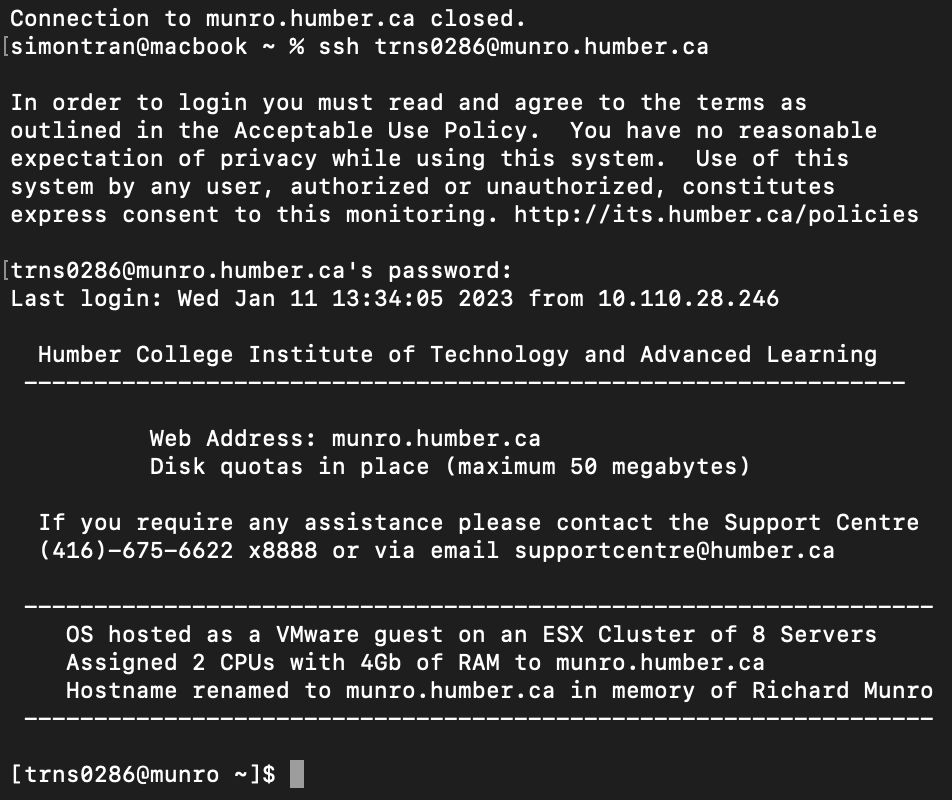 Connection to munro.humber.ca closed.
[simontran@macbook ~ % ssh trns0286@munro.humber.ca
In order to login you must read and agree to the terms as
outlined in the Acceptable Use Policy.  You have no reasonable
expectation of privacy while using this system.  Use of this
system by any user, authorized or unauthorized, constitutes
express consent to this monitoring. http://its.humber.ca/policies
[trns0286@munro.humber.ca's password:
Last login: Wed Jan 11 13:34:05 2023 from 10.110.28.246
Humber College Institute of Technology and Advanced Learning
---------------------------------------------------------------
Web Address: munro.humber.ca
Disk quotas in place (maximum 50 megabytes)
If you require any assistance please contact the Support Centre
(416)-675-6622 x8888 or via email supportcentre@humber.ca
-----------------------------------------------------------------
OS hosted as a VMware guest on an ESX Cluster of 8 Servers
Assigned 2 CPUs with 4Gb of RAM to munro.humber.ca
Hostname renamed to munro.humber.ca in memory of Richard Munro
-----------------------------------------------------------------
[trns0286@munro ~]$